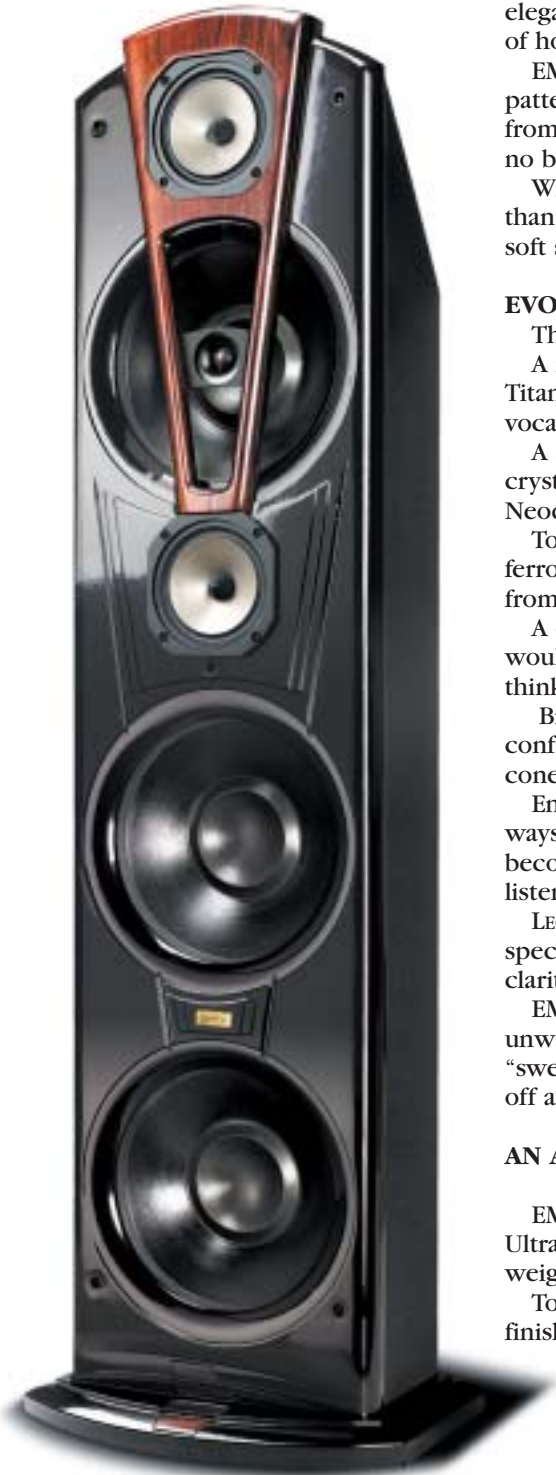 elega
of ho
EM
patte
from
no b
W
than
soft s
EVO
Th
A
Titan
voca
A
cryst
Neoc
To
ferro
from
A
woul
think
B
conf
cone
En
ways
beco
listen
LE
spec
clarit
EM
unw
“swe
off a
AN A
EM
Ultra
weig
To
finish